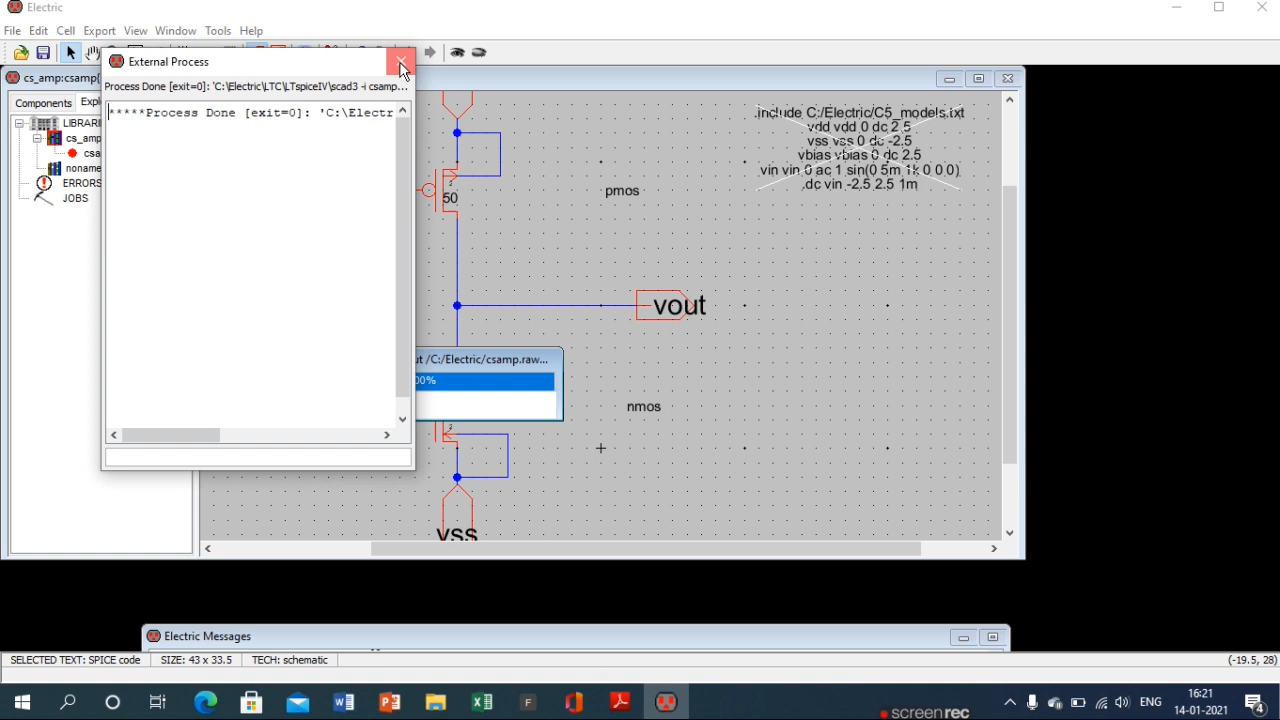 Electric
File Edit Cell Export View Window Tools Help
External Process
cs_amp:csamp{
Process Done [exit=0]: 'C:\Electric\LTC\LTspiceIV\scad3 -i csamp...
Components Expl
*****Process Done [exit=0]: 'C:\Electr
LIBRARI
cs_amp
csa
noname
ERRORS
JOBS
.include C:/Electric/C5_models.txt
vdd vdd 0 dc 2.5
vss vss 0 dc -2.5
vbias vbias 0 dc 2.5
vin vin 0 ac 1 sin(0 5m 1k 0 0 0)
.dc vin -2.5 2.5 1m
pmos
2
50
vout
ut /C:/Electric/csamp.raw...
00%
nmos
vss
Electric Messages
SELECTED TEXT: SPICE code SIZE: 43 x 33.5 TECH: schematic (-19.5, 28)
ENG
16:21
14-01-2021
4
screenrec